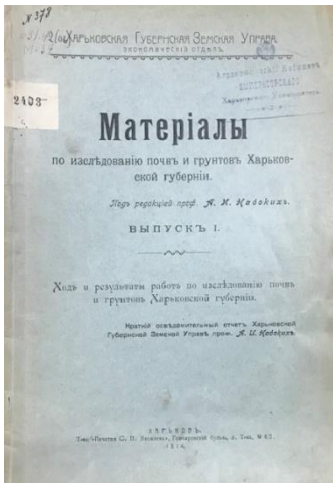 № 378
Харьковская Губернская Земская Управа.
экономическій отдѣлъ.
2403
Матеріалы
по изслѣдованію почвъ и грунтовъ Харьков-
ской губерніи.
Подъ редакціей проф. А. И. Набокихъ.
ВЫПУСКЪ I.
Ходъ и результаты работъ по изслѣдованію почвъ
и грунтовъ Харьковской губерніи.
Краткій освѣдомительный отчетъ Харьковской
Губернской Земской Управѣ проф. А. И. Набокихъ.
ХАРЬКОВЪ.